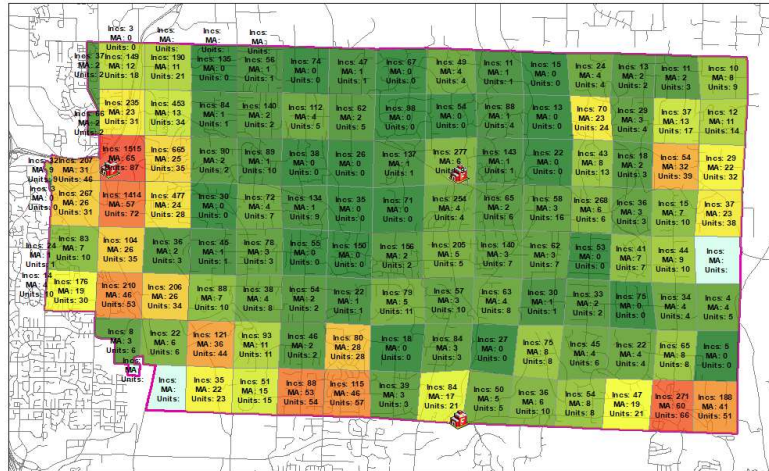 Incs: 3
MA: 0
Units: 0
Incs:
MA:
Incs:
MA:
Incs:
MA:
Incs: 149
MA: 12
Units: 18
Incs: 190
MA: 11
Units: 21
Incs: 135
MA: 0
Units: 0
Incs: 56
MA: 1
Units: 1
Incs: 74
MA: 0
Units: 0
Incs: 47
MA: 1
Units: 1
Incs: 67
MA: 0
Units: 0
Incs: 49
MA: 4
Units: 4
Incs: 11
MA: 1
Units: 1
Incs: 15
MA: 0
Units: 0
Incs: 24
MA: 4
Units: 4
Incs: 13
MA: 2
Units: 2
Incs: 11
MA: 2
Units: 3
Incs: 10
MA: 8
Units: 9
Incs: 235
MA: 23
Units: 31
Incs: 453
MA: 13
Units: 34
Incs: 84
MA: 1
Units: 1
Incs: 140
MA: 2
Units: 2
Incs: 112
MA: 4
Units: 5
Incs: 62
MA: 2
Units: 5
Incs: 98
MA: 0
Units: 0
Incs: 54
MA: 0
Units: 0
Incs: 88
MA: 1
Units: 4
Incs: 13
MA: 0
Units: 0
Incs: 70
MA: 23
Units: 24
Incs: 29
MA: 3
Units: 4
Incs: 37
MA: 13
Units: 17
Incs: 12
MA: 11
Units: 14
Incs: 207
MA: 31
Units: 46
Incs: 1515
MA: 65
Units: 87
Incs: 665
MA: 25
Units: 35
Incs: 90
MA: 2
Units: 2
Incs: 89
MA: 1
Units: 10
Incs: 38
MA: 0
Units: 0
Incs: 26
MA: 0
Units: 0
Incs: 137
MA: 1
Units: 1
Incs: 277
MA: 6
Incs: 143
MA: 1
Units: 1
Incs: 22
MA: 0
Units: 0
Incs: 43
MA: 8
Units: 13
Incs: 18
MA: 2
Units: 3
Incs: 54
MA: 32
Units: 39
Incs: 29
MA: 22
Units: 32
Incs: 267
MA: 26
Units: 31
Incs: 1414
MA: 57
Units: 72
Incs: 477
MA: 24
Units: 28
Incs: 30
MA: 0
Units: 0
Incs: 72
MA: 4
Units: 7
Incs: 134
MA: 1
Units: 9
Incs: 35
MA: 0
Units: 0
Incs: 71
MA: 0
Units: 0
Incs: 254
MA: 4
Units: 4
Incs: 65
MA: 2
Units: 6
Incs: 58
MA: 3
Units: 16
Incs: 268
MA: 6
Units: 6
Incs: 36
MA: 3
Units: 3
Incs: 15
MA: 7
Units: 10
Incs: 37
MA: 23
Units: 38
Incs: 83
MA: 7
Units: 10
Incs: 104
MA: 26
Units: 35
Incs: 36
MA: 2
Units: 3
Incs: 45
MA: 1
Units: 1
Incs: 78
MA: 3
Units: 3
Incs: 55
MA: 0
Units: 0
Incs: 150
MA: 0
Units: 0
Incs: 156
MA: 2
Units: 2
Incs: 205
MA: 5
Units: 5
Incs: 140
MA: 3
Units: 7
Incs: 62
MA: 3
Units: 7
Incs: 53
MA: 0
Units: 0
Incs: 41
MA: 7
Units: 7
Incs: 44
MA: 9
Units: 10
Incs:
MA:
Units:
Incs: 176
MA: 19
Units: 30
Incs: 210
MA: 46
Units: 53
Incs: 206
MA: 26
Units: 34
Incs: 88
MA: 7
Units: 10
Incs: 38
MA: 4
Units: 8
Incs: 54
MA: 2
Units: 2
Incs: 22
MA: 1
Units: 1
Incs: 79
MA: 5
Units: 11
Incs: 57
MA: 3
Units: 10
Incs: 63
MA: 4
Units: 8
Incs: 30
MA: 1
Units: 1
Incs: 33
MA: 2
Units: 2
Incs: 75
MA: 0
Units: 0
Incs: 34
MA: 4
Units: 4
Incs: 4
MA: 4
Units: 5
Incs: 8
MA: 3
Units: 6
Incs: 22
MA: 6
Units: 6
Incs: 121
MA: 36
Units: 44
Incs: 93
MA: 11
Units: 11
Incs: 46
MA: 2
Units: 2
Incs: 80
MA: 28
Units: 28
Incs: 18
MA: 0
Units: 0
Incs: 84
MA: 3
Units: 3
Incs: 27
MA: 0
Units: 0
Incs: 75
MA: 8
Units: 8
Incs: 45
MA: 4
Units: 6
Incs: 22
MA: 4
Units: 4
Incs: 65
MA: 8
Units: 8
Incs: 5
MA: 0
Units: 0
Incs:
MA:
Units:
Incs:
MA:
Units:
Incs: 35
MA: 22
Units: 23
Incs: 51
MA: 15
Units: 15
Incs: 88
MA: 53
Units: 54
Incs: 115
MA: 46
Units: 57
Incs: 39
MA: 3
Units: 3
Incs: 84
MA: 17
Units: 21
Incs: 50
MA: 5
Units: 5
Incs: 36
MA: 6
Units: 10
Incs: 54
MA: 8
Units: 8
Incs: 47
MA: 19
Units: 21
Incs: 271
MA: 60
Units: 66
Incs: 188
MA: 41
Units: 51